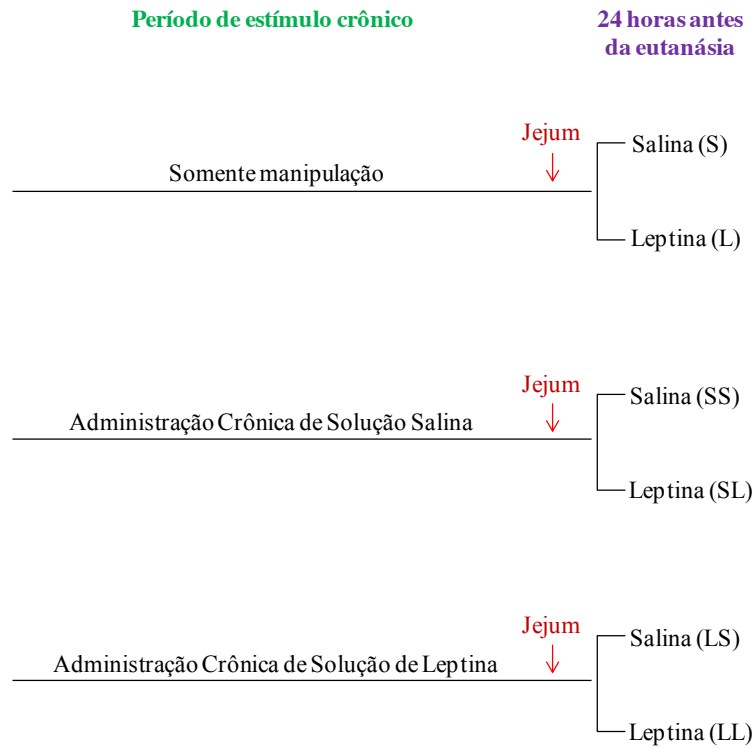 Período de estímulo crônico
24 horas antes
da eutanásia
Jejum
Somente manipulação
Salina (S)
Leptina (L)
Jejum
Administração Crônica de Solução Salina
Salina (SS)
Leptina (SL)
Jejum
Administração Crônica de Solução de Leptina
Salina (LS)
Leptina (LL)